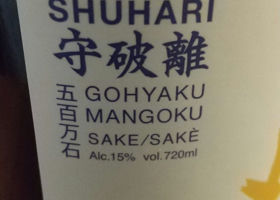 SHUHARI
守破離
五百万石
GOHYAKU
MANGOKU
SAKE/SAKÈ
Alc.15% vol.720ml